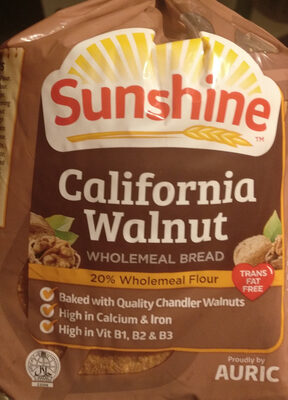 Sunshine
TM
California
Walnut
WHOLEMEAL BREAD
20% Wholemeal Flour
TRANS
FAT
FREE
Baked with Quality Chandler Walnuts
High in Calcium & Iron
High in Vit B1, B2 & B3
Proudly by
AURIC